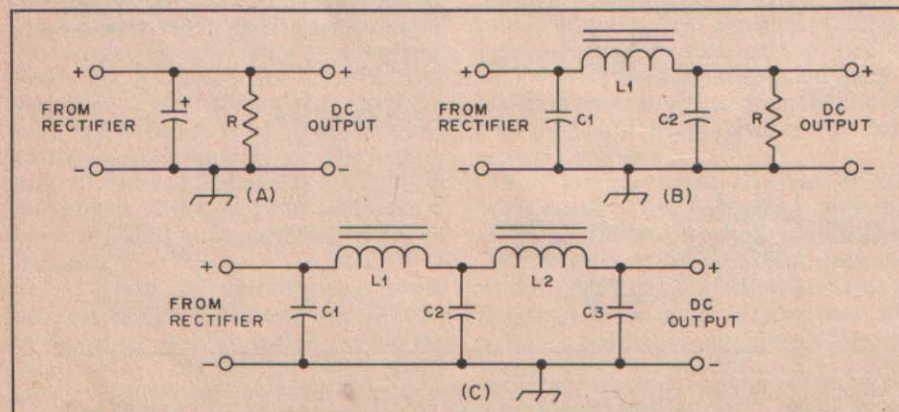 + +
FROM
RECTIFIER
R
DC
OUTPUT
- -
(A)
L1
+ +
FROM
RECTIFIER
C1
C2
R
DC
OUTPUT
- -
(B)
L1
L2
+ +
FROM
RECTIFIER
C1
C2
C3
DC
OUTPUT
- -
(C)